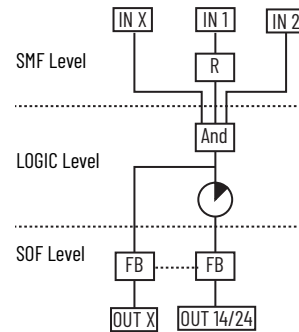 IN X IN 1 IN 2
SMF Level R
And
LOGIC Level
SOF Level
FB FB
OUT X OUT 14/24